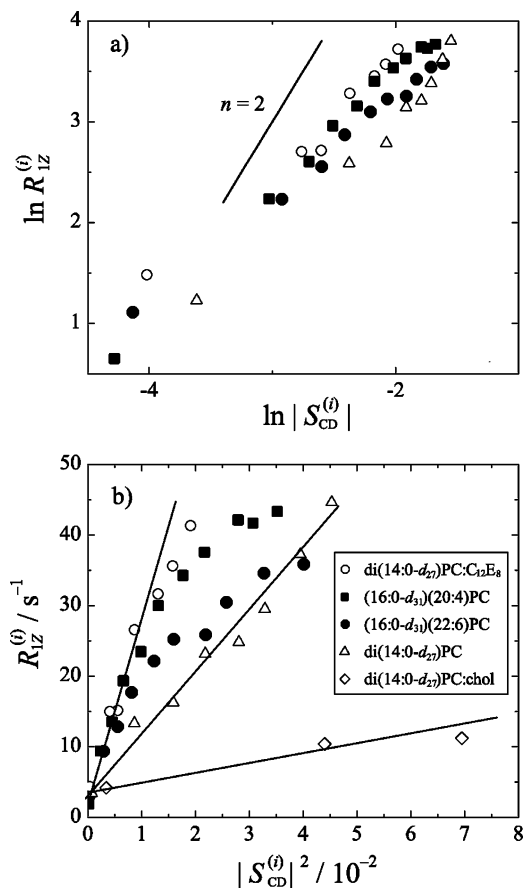 a)
n = 2
4
3
2
1
ln R₁Z⁽ⁱ⁾
-4
-2
ln | S_CD⁽ⁱ⁾ |
b)
50
40
30
20
10
0
R₁Z⁽ⁱ⁾ / s⁻¹
di(14:0-d₂₇)PC:C₁₂E₈
(16:0-d₃₁)(20:4)PC
(16:0-d₃₁)(22:6)PC
di(14:0-d₂₇)PC
di(14:0-d₂₇)PC:chol
0 1 2 3 4 5 6 7 8
| S_CD⁽ⁱ⁾ | ² / 10⁻²